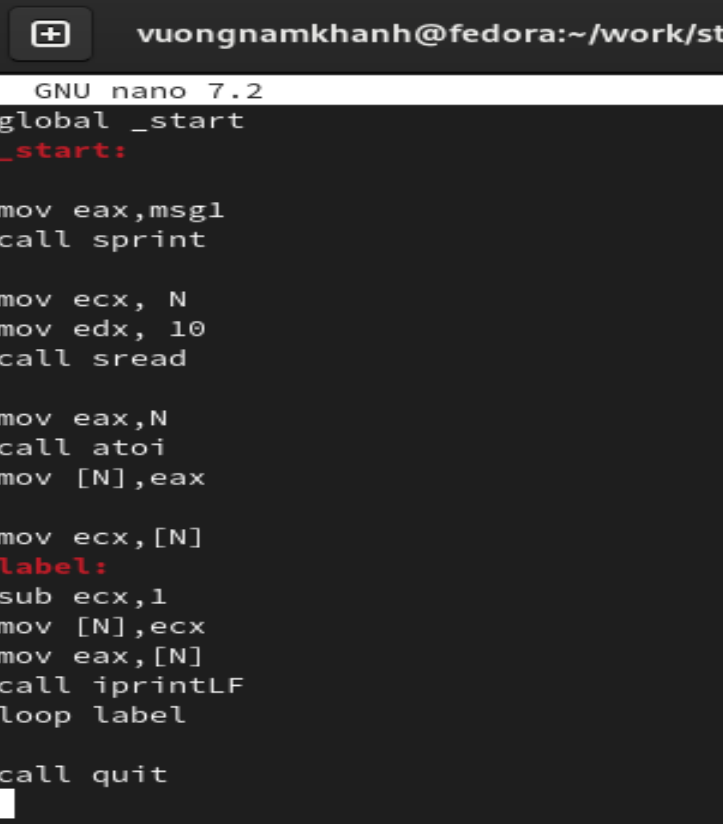 vuongnamkhanh@fedora:~/work/st
GNU nano 7.2
global _start
_start:
mov eax,msg1
call sprint
mov ecx, N
mov edx, 10
call sread
mov eax,N
call atoi
mov [N],eax
mov ecx,[N]
label:
sub ecx,1
mov [N],ecx
mov eax,[N]
call iprintLF
loop label
call quit